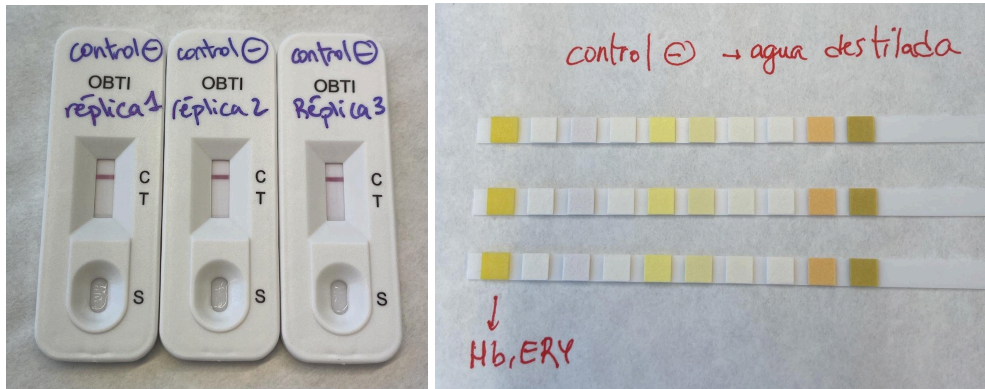 control ⊖
OBTI
réplica 1
C
T
S
control ⊖
OBTI
réplica 2
C
T
S
control ⊖
OBTI
Réplica 3
C
T
S
control ⊖ → agua destilada
Hb, ERY